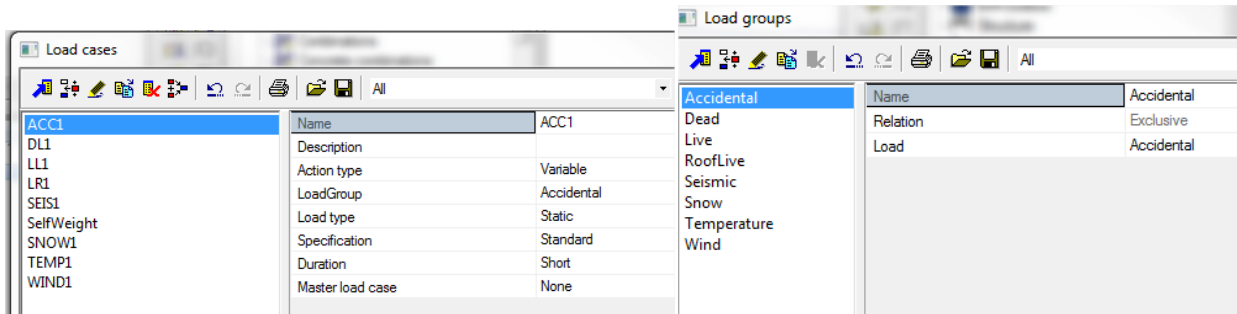 Load cases
All
ACC1
DL1
LL1
LR1
SEIS1
SelfWeight
SNOW1
TEMP1
WIND1
Name ACC1
Description
Action type Variable
LoadGroup Accidental
Load type Static
Specification Standard
Duration Short
Master load case None
Load groups
All
Accidental
Dead
Live
RoofLive
Seismic
Snow
Temperature
Wind
Name Accidental
Relation Exclusive
Load Accidental